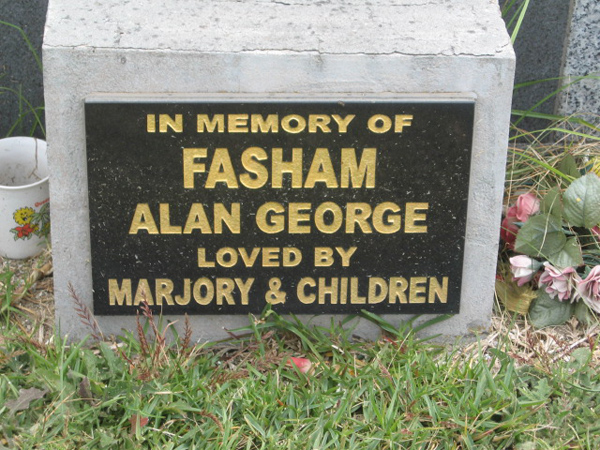 IN MEMORY OF
FASHAM
ALAN GEORGE
LOVED BY
MARJORY & CHILDREN